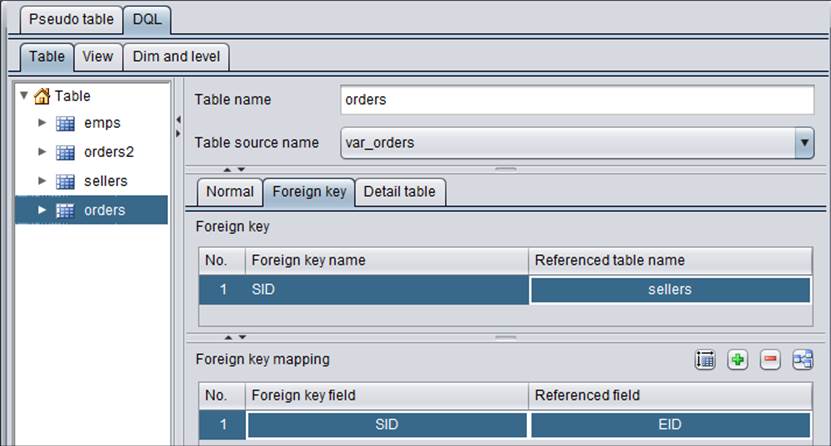 Pseudo table DQL
Table View Dim and level
Table
emps
orders2
sellers
orders
Table name orders
Table source name var_orders
Normal Foreign key Detail table
Foreign key
No. Foreign key name Referenced table name
1 SID sellers
Foreign key mapping
No. Foreign key field Referenced field
1 SID EID